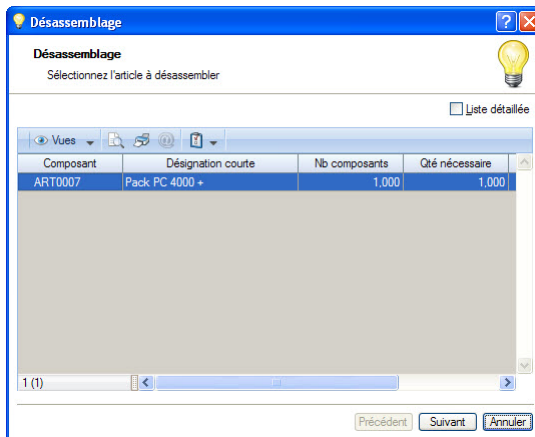 Désassemblage
Désassemblage
Sélectionnez l'article à désassembler
Liste détaillée
Vues
Composant Désignation courte Nb composants Qté nécessaire
ART0007 Pack PC 4000 + 1,000 1,000
1 (1)
Précédent Suivant Annuler